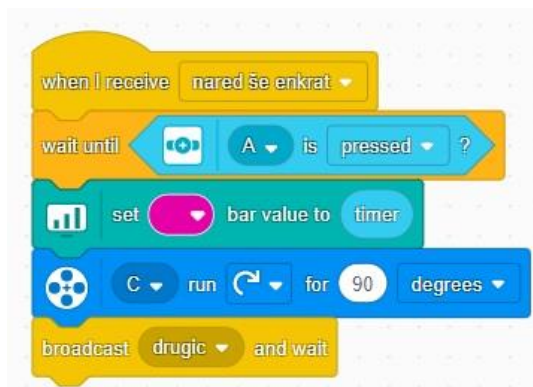 when I receive nared še enkrat
wait until A is pressed ?
set bar value to timer
C run for 90 degrees
broadcast drugic and wait